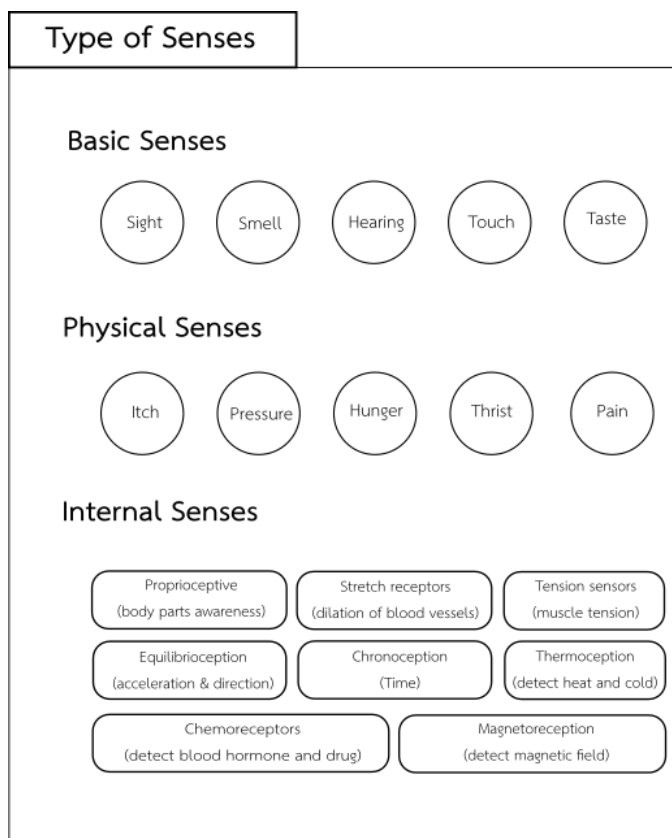 Type of Senses
Basic Senses
Sight
Smell
Hearing
Touch
Taste
Physical Senses
Itch
Pressure
Hunger
Thrist
Pain
Internal Senses
Proprioceptive
(body parts awareness)
Stretch receptors
(dilation of blood vessels)
Tension sensors
(muscle tension)
Equilibrioception
(acceleration & direction)
Chronoception
(Time)
Thermoception
(detect heat and cold)
Chemoreceptors
(detect blood hormone and drug)
Magnetoreception
(detect magnetic field)